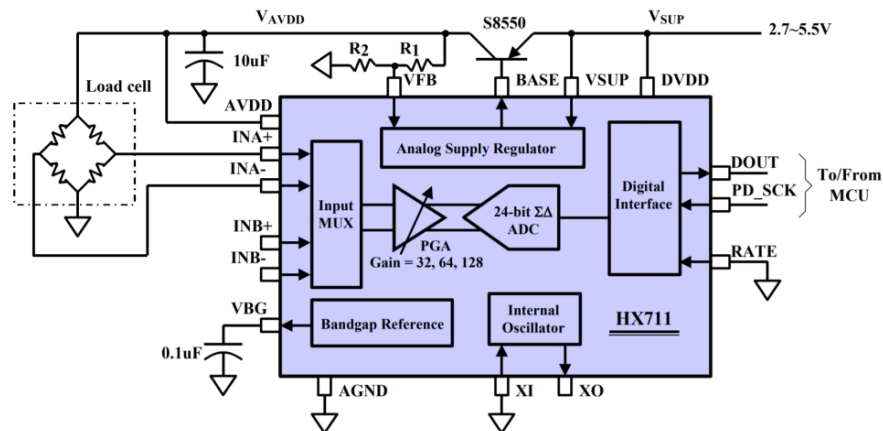 V_AVDD
S8550
V_SUP
2.7~5.5V
10uF
R2
R1
Load cell
VFB
BASE
VSUP
DVDD
AVDD
INA+
INA-
INB+
INB-
VBG
Analog Supply Regulator
Input
MUX
PGA
Gain = 32, 64, 128
24-bit ΣΔ
ADC
Digital
Interface
DOUT
PD_SCK
RATE
To/From
MCU
Bandgap Reference
Internal
Oscillator
HX711
0.1uF
AGND
XI
XO